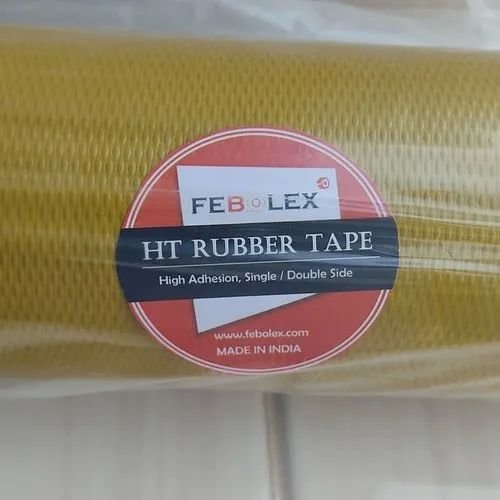 FEBOLEX
HT RUBBER TAPE
High Adhesion, Single / Double Side
www.febolex.com
MADE IN INDIA